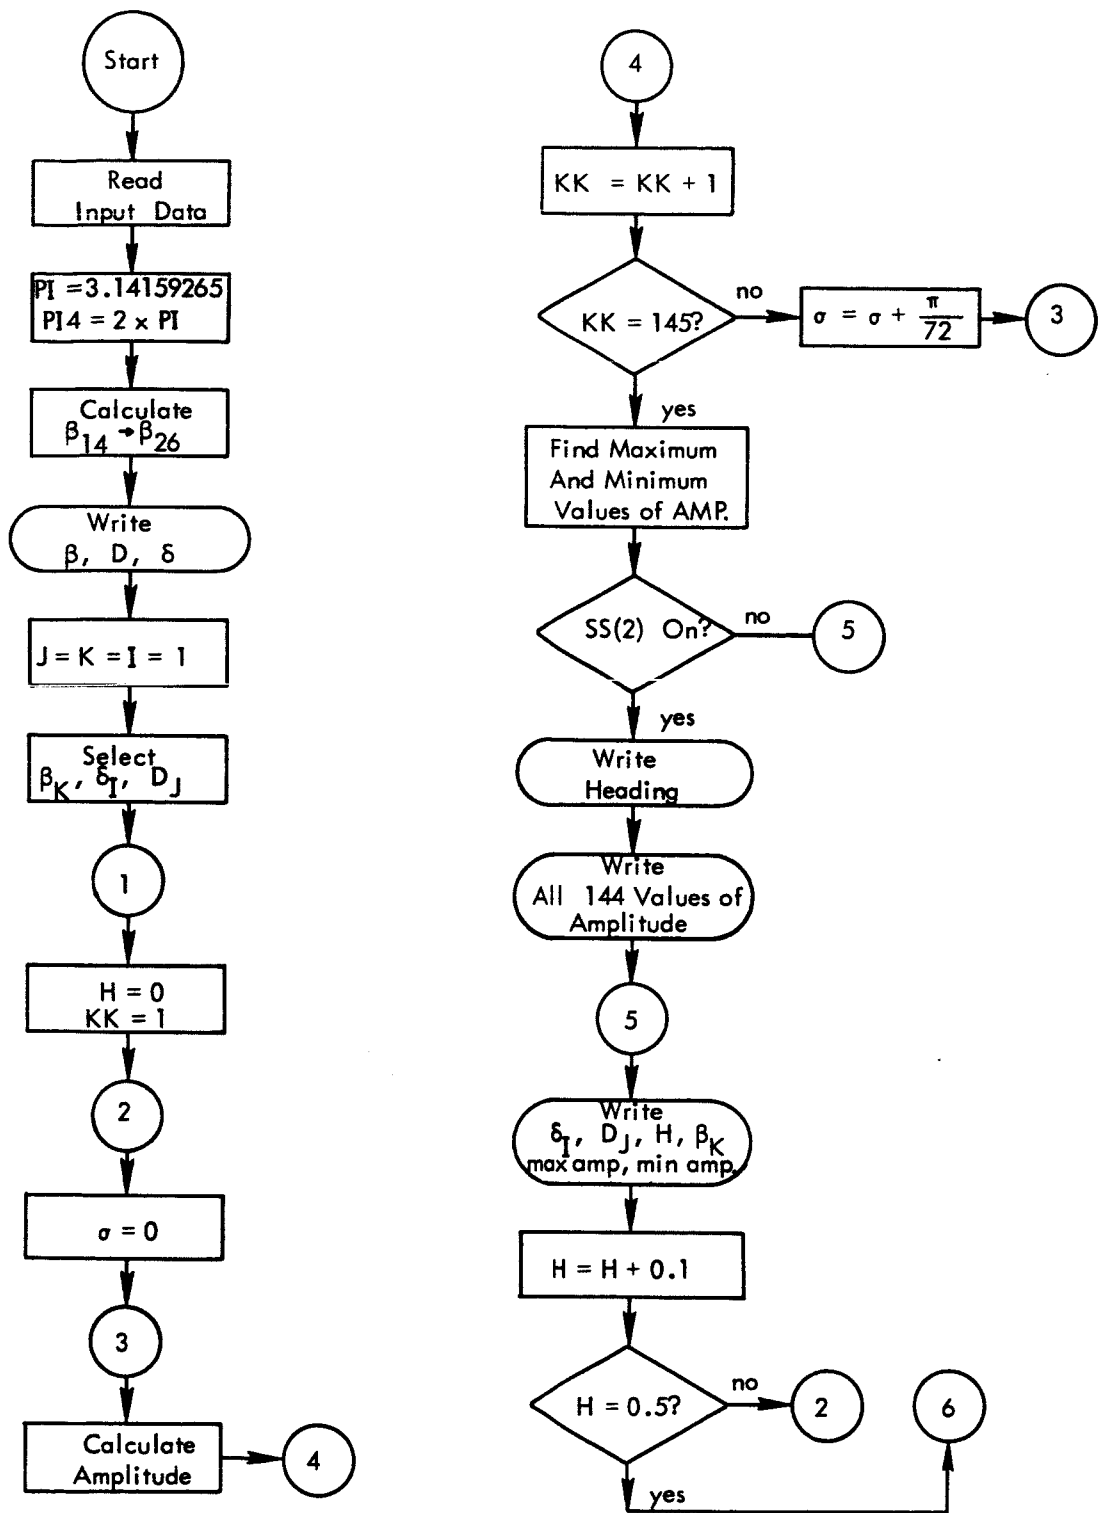 Start
Read
Input Data
PI = 3.14159265
PI4 = 2 x PI
Calculate
β14 → β26
Write
β, D, δ
J = K = I = 1
Select
βK, δI, DJ
1
H = 0
KK = 1
2
σ = 0
3
Calculate
Amplitude
4
4
KK = KK + 1
KK = 145?
no
σ = σ + π/72
3
yes
Find Maximum
And Minimum
Values of AMP.
SS(2) On?
no
5
yes
Write
Heading
Write
All 144 Values of
Amplitude
5
Write
δI, DJ, H, βK
max amp, min amp.
H = H + 0.1
H = 0.5?
no
2
6
yes